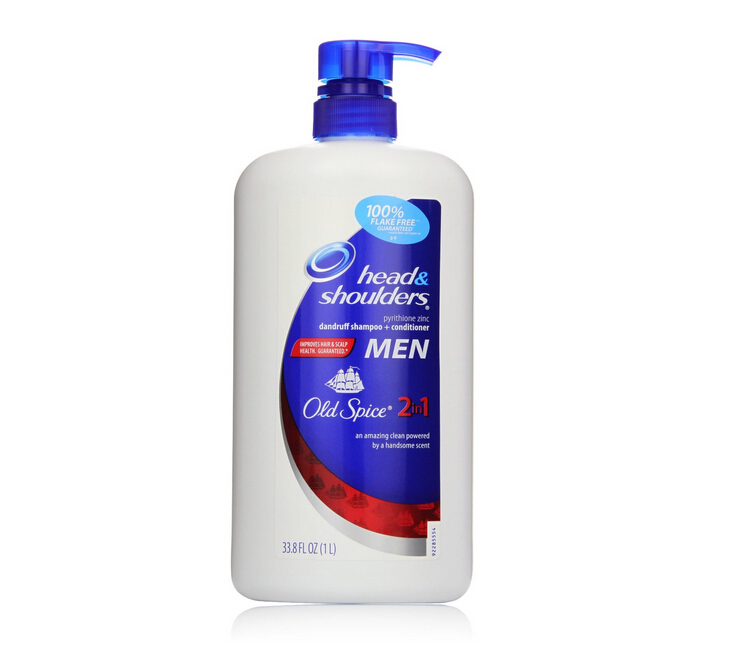 100%
FLAKE FREE
GUARANTEED
head&
shoulders®
pyrithione zinc
dandruff shampoo + conditioner
IMPROVES HAIR & SCALP
HEALTH. GUARANTEED.*
MEN
Old Spice® 2in1
an amazing clean powered
by a handsome scent
33.8 FL OZ (1 L)
92285554